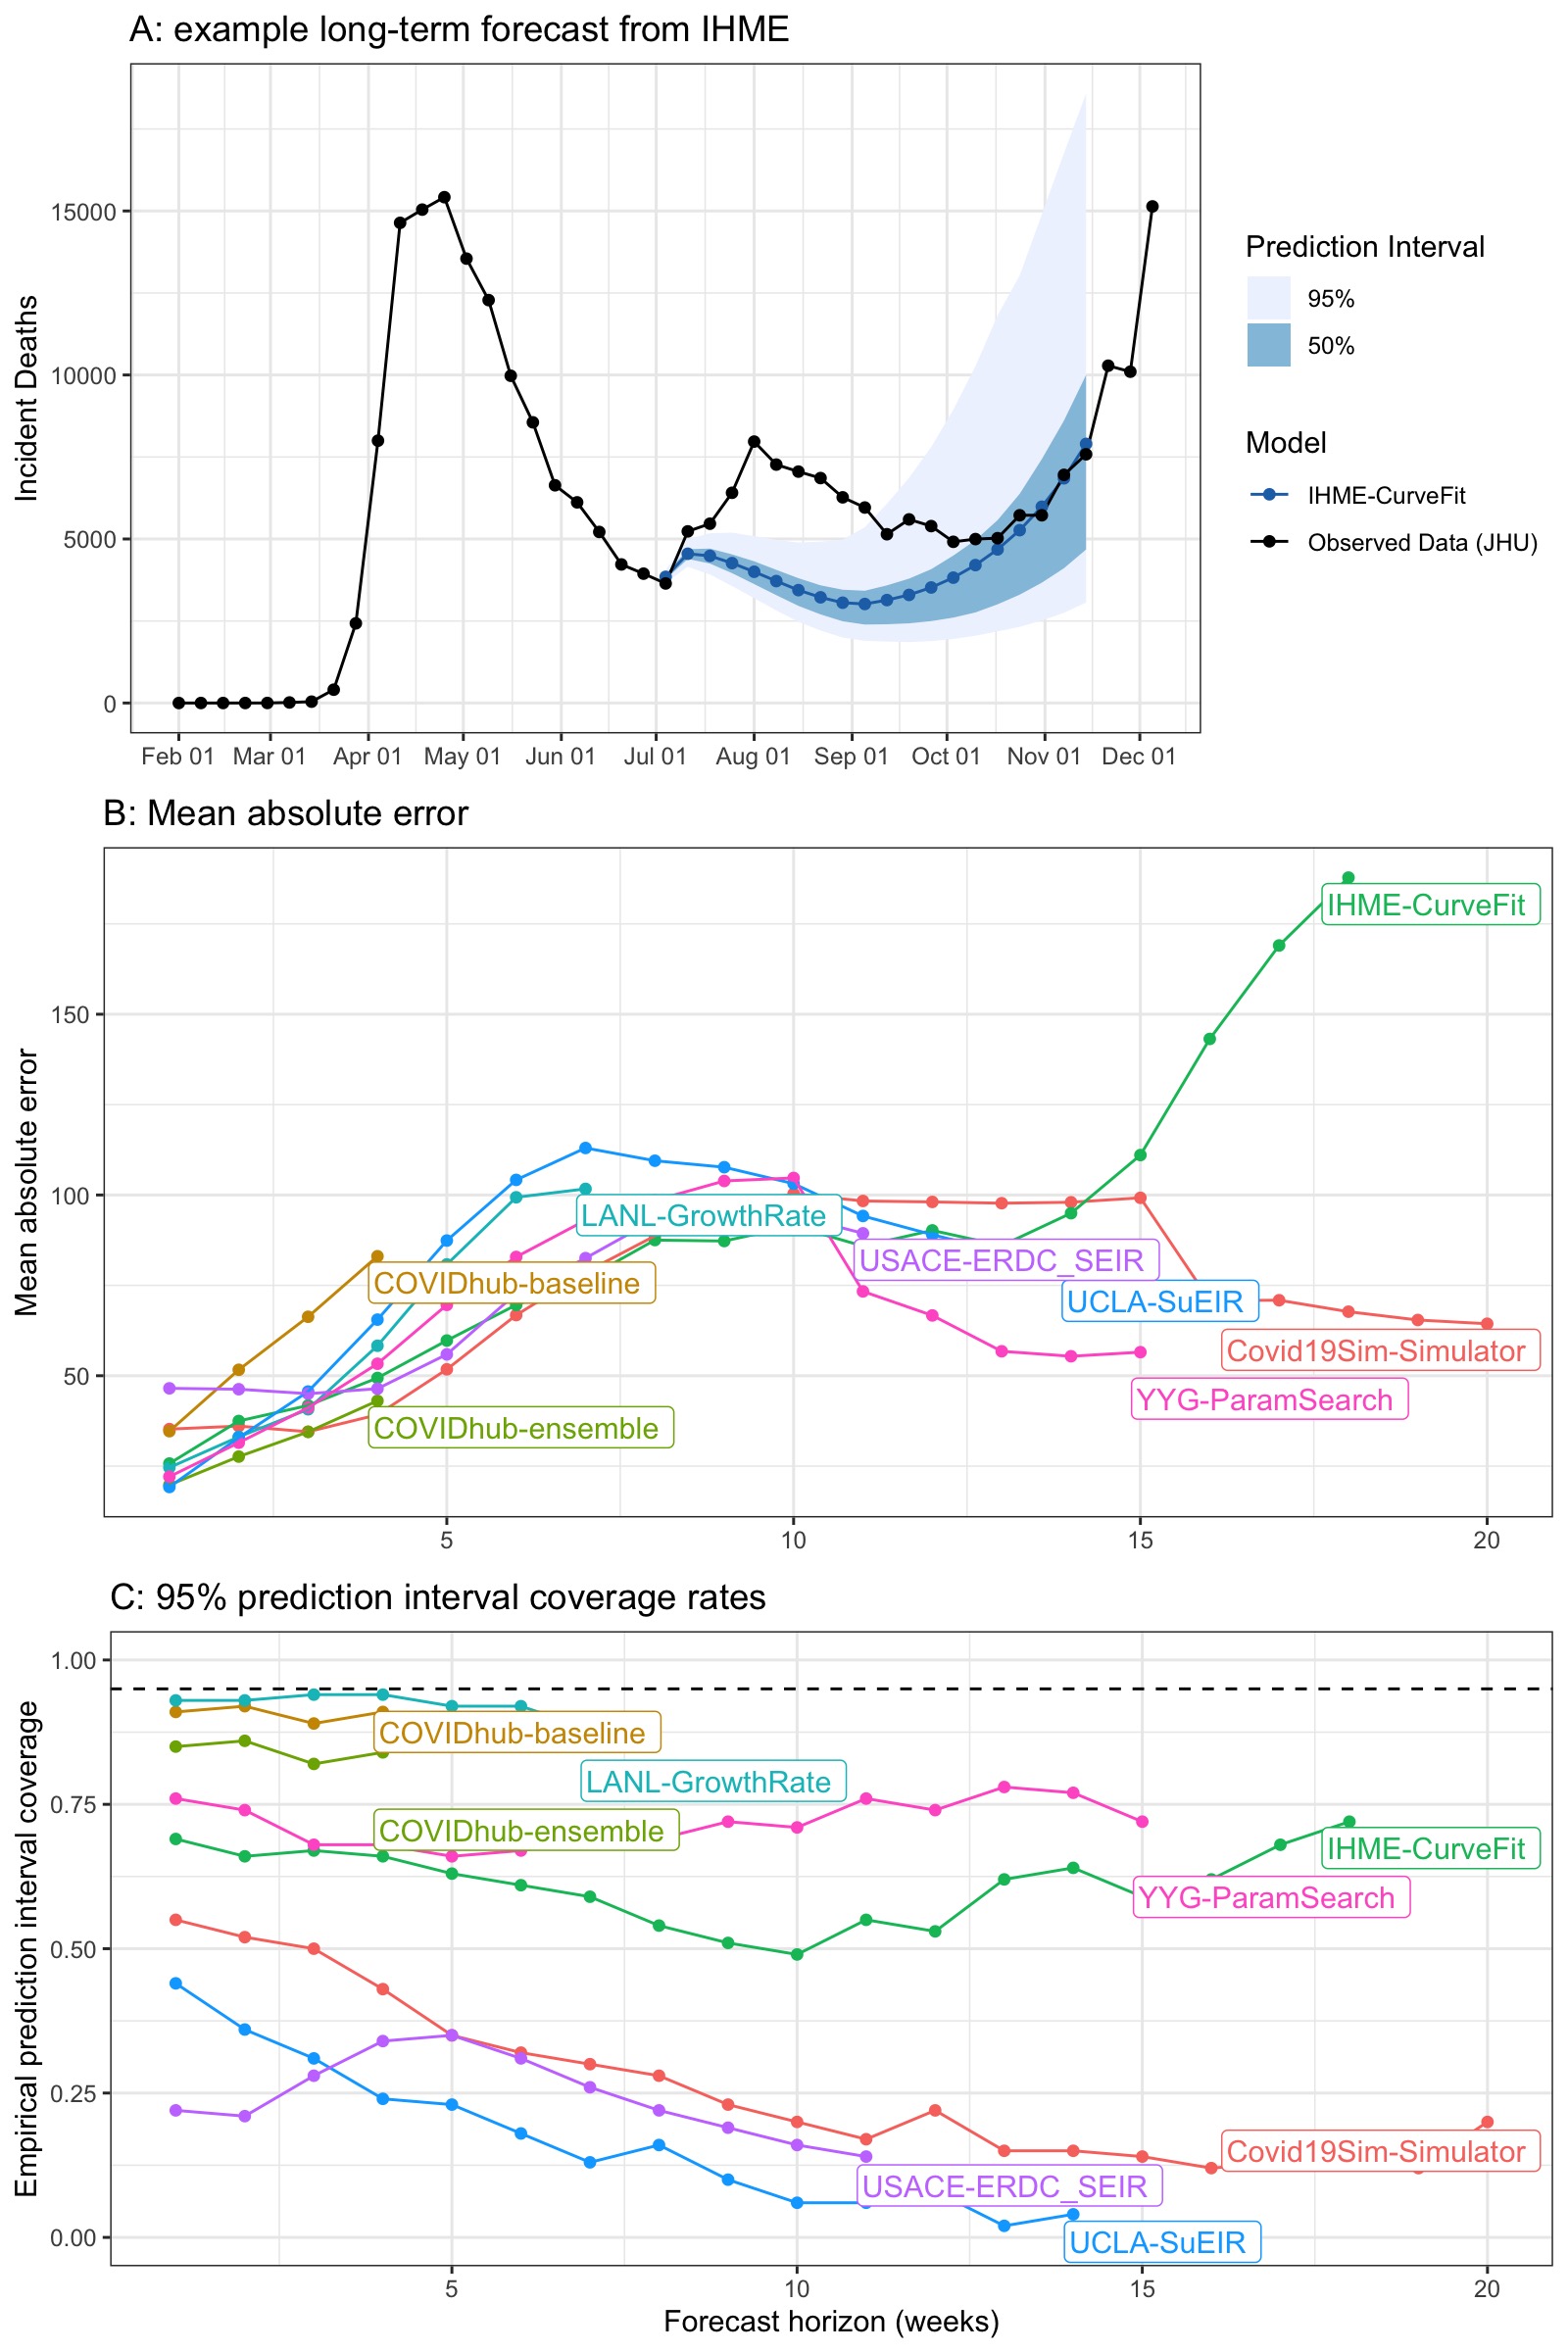 A: example long-term forecast from IHME
Incident Deaths
15000
10000
5000
0
Feb 01 Mar 01 Apr 01 May 01 Jun 01 Jul 01 Aug 01 Sep 01 Oct 01 Nov 01 Dec 01
Prediction Interval
95%
50%
Model
IHME-CurveFit
Observed Data (JHU)
B: Mean absolute error
Mean absolute error
150
100
50
IHME-CurveFit
LANL-GrowthRate
USACE-ERDC_SEIR
COVIDhub-baseline
UCLA-SuEIR
Covid19Sim-Simulator
YYG-ParamSearch
COVIDhub-ensemble
5 10 15 20
C: 95% prediction interval coverage rates
Empirical prediction interval coverage
1.00
0.75
0.50
0.25
0.00
COVIDhub-baseline
LANL-GrowthRate
COVIDhub-ensemble
IHME-CurveFit
YYG-ParamSearch
Covid19Sim-Simulator
USACE-ERDC_SEIR
UCLA-SuEIR
5 10 15 20
Forecast horizon (weeks)